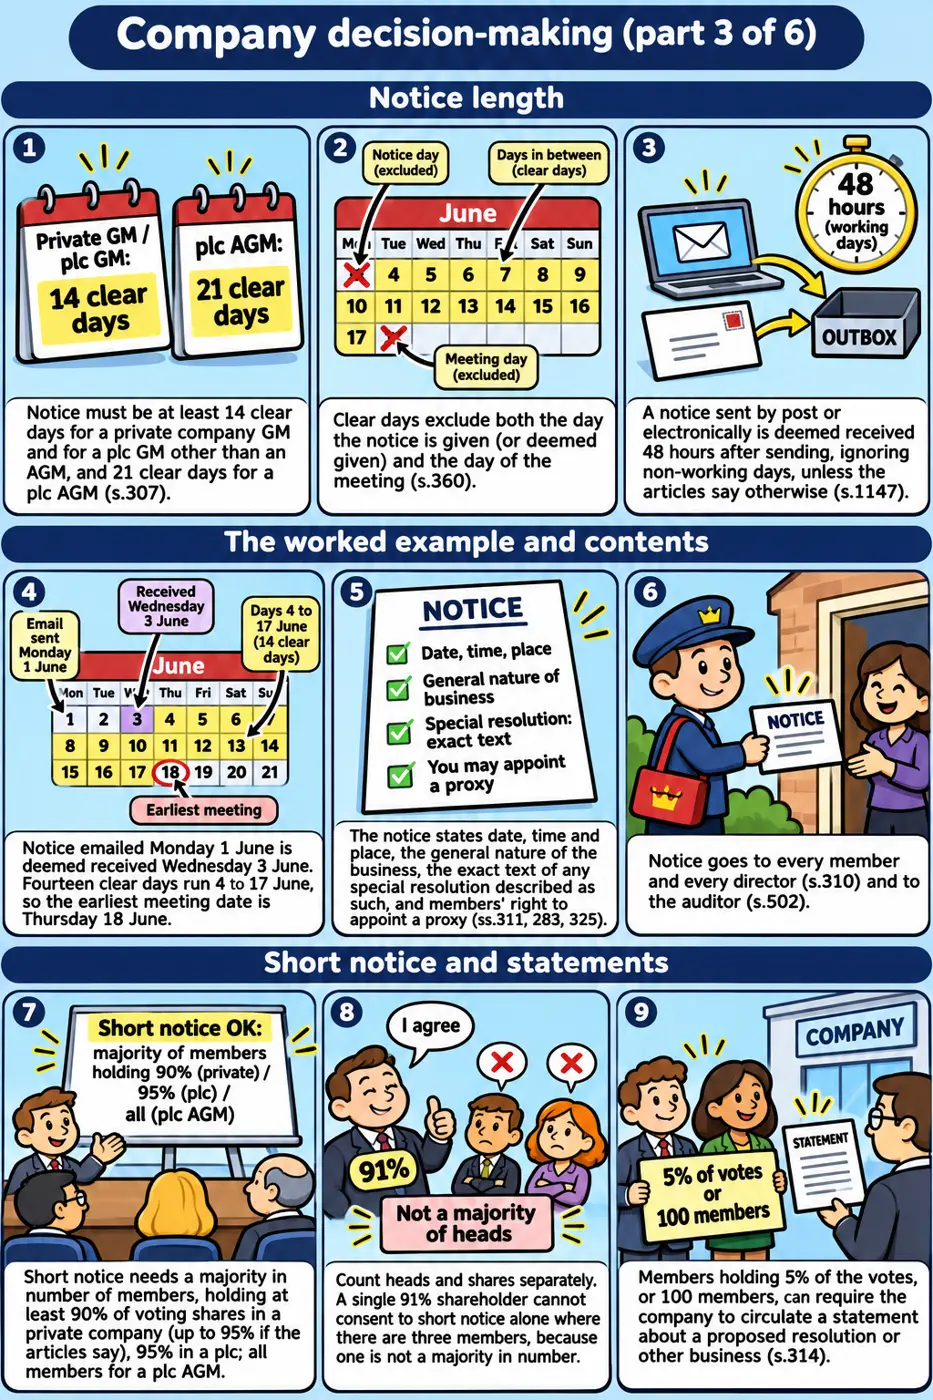 Company decision-making (part 3 of 6)
Notice length
1
Private GM /
plc GM:
14 clear
days
plc AGM:
21 clear
days
Notice must be at least 14 clear
days for a private company GM
and for a plc GM other than an
AGM, and 21 clear days for a
plc AGM (s.307).
2
Notice day
(excluded)
Days in between
(clear days)
June
Tue Wed Thu Sat Sun
4 5 6 7 8 9
10 11 12 13 14 15 16
17
Meeting day
(excluded)
Clear days exclude both the day
the notice is given (or deemed
given) and the day of the
meeting (s.360).
3
48
hours
(working
days)
OUTBOX
A notice sent by post or
electronically is deemed received
48 hours after sending, ignoring
non-working days, unless the
articles say otherwise (s.1147).
The worked example and contents
4
Email
sent
Monday
1 June
Received
Wednesday
3 June
Days 4 to
17 June
(14 clear
days)
June
Mon Tue Thu Fri Sat
1 2 3 4 5 6 7
8 9 10 11 12 13 14
15 16 17 18 19 20 21
Earliest meeting
Notice emailed Monday 1 June is
deemed received Wednesday 3 June.
Fourteen clear days run 4 to 17 June,
so the earliest meeting date is
Thursday 18 June.
5
NOTICE
Date, time, place
General nature of
business
Special resolution:
exact text
You may appoint
a proxy
The notice states date, time and
place, the general nature of the
business, the exact text of any
special resolution described as
such, and members' right to
appoint a proxy (ss.311, 283, 325).
6
NOTICE
Notice goes to every member
and every director (s.310) and to
the auditor (s.502).
Short notice and statements
7
Short notice OK:
majority of members
holding 90% (private) /
95% (plc) /
all (plc AGM)
Short notice needs a majority in
number of members, holding at
least 90% of voting shares in a
private company (up to 95% if the
articles say), 95% in a plc; all
members for a plc AGM.
8
I agree
91%
Not a majority
of heads
Count heads and shares separately.
A single 91% shareholder cannot
consent to short notice alone where
there are three members, because
one is not a majority in number.
9
COMPANY
STATEMENT
5% of votes
or
100 members
Members holding 5% of the votes,
or 100 members, can require the
company to circulate a statement
about a proposed resolution or
other business (s.314).